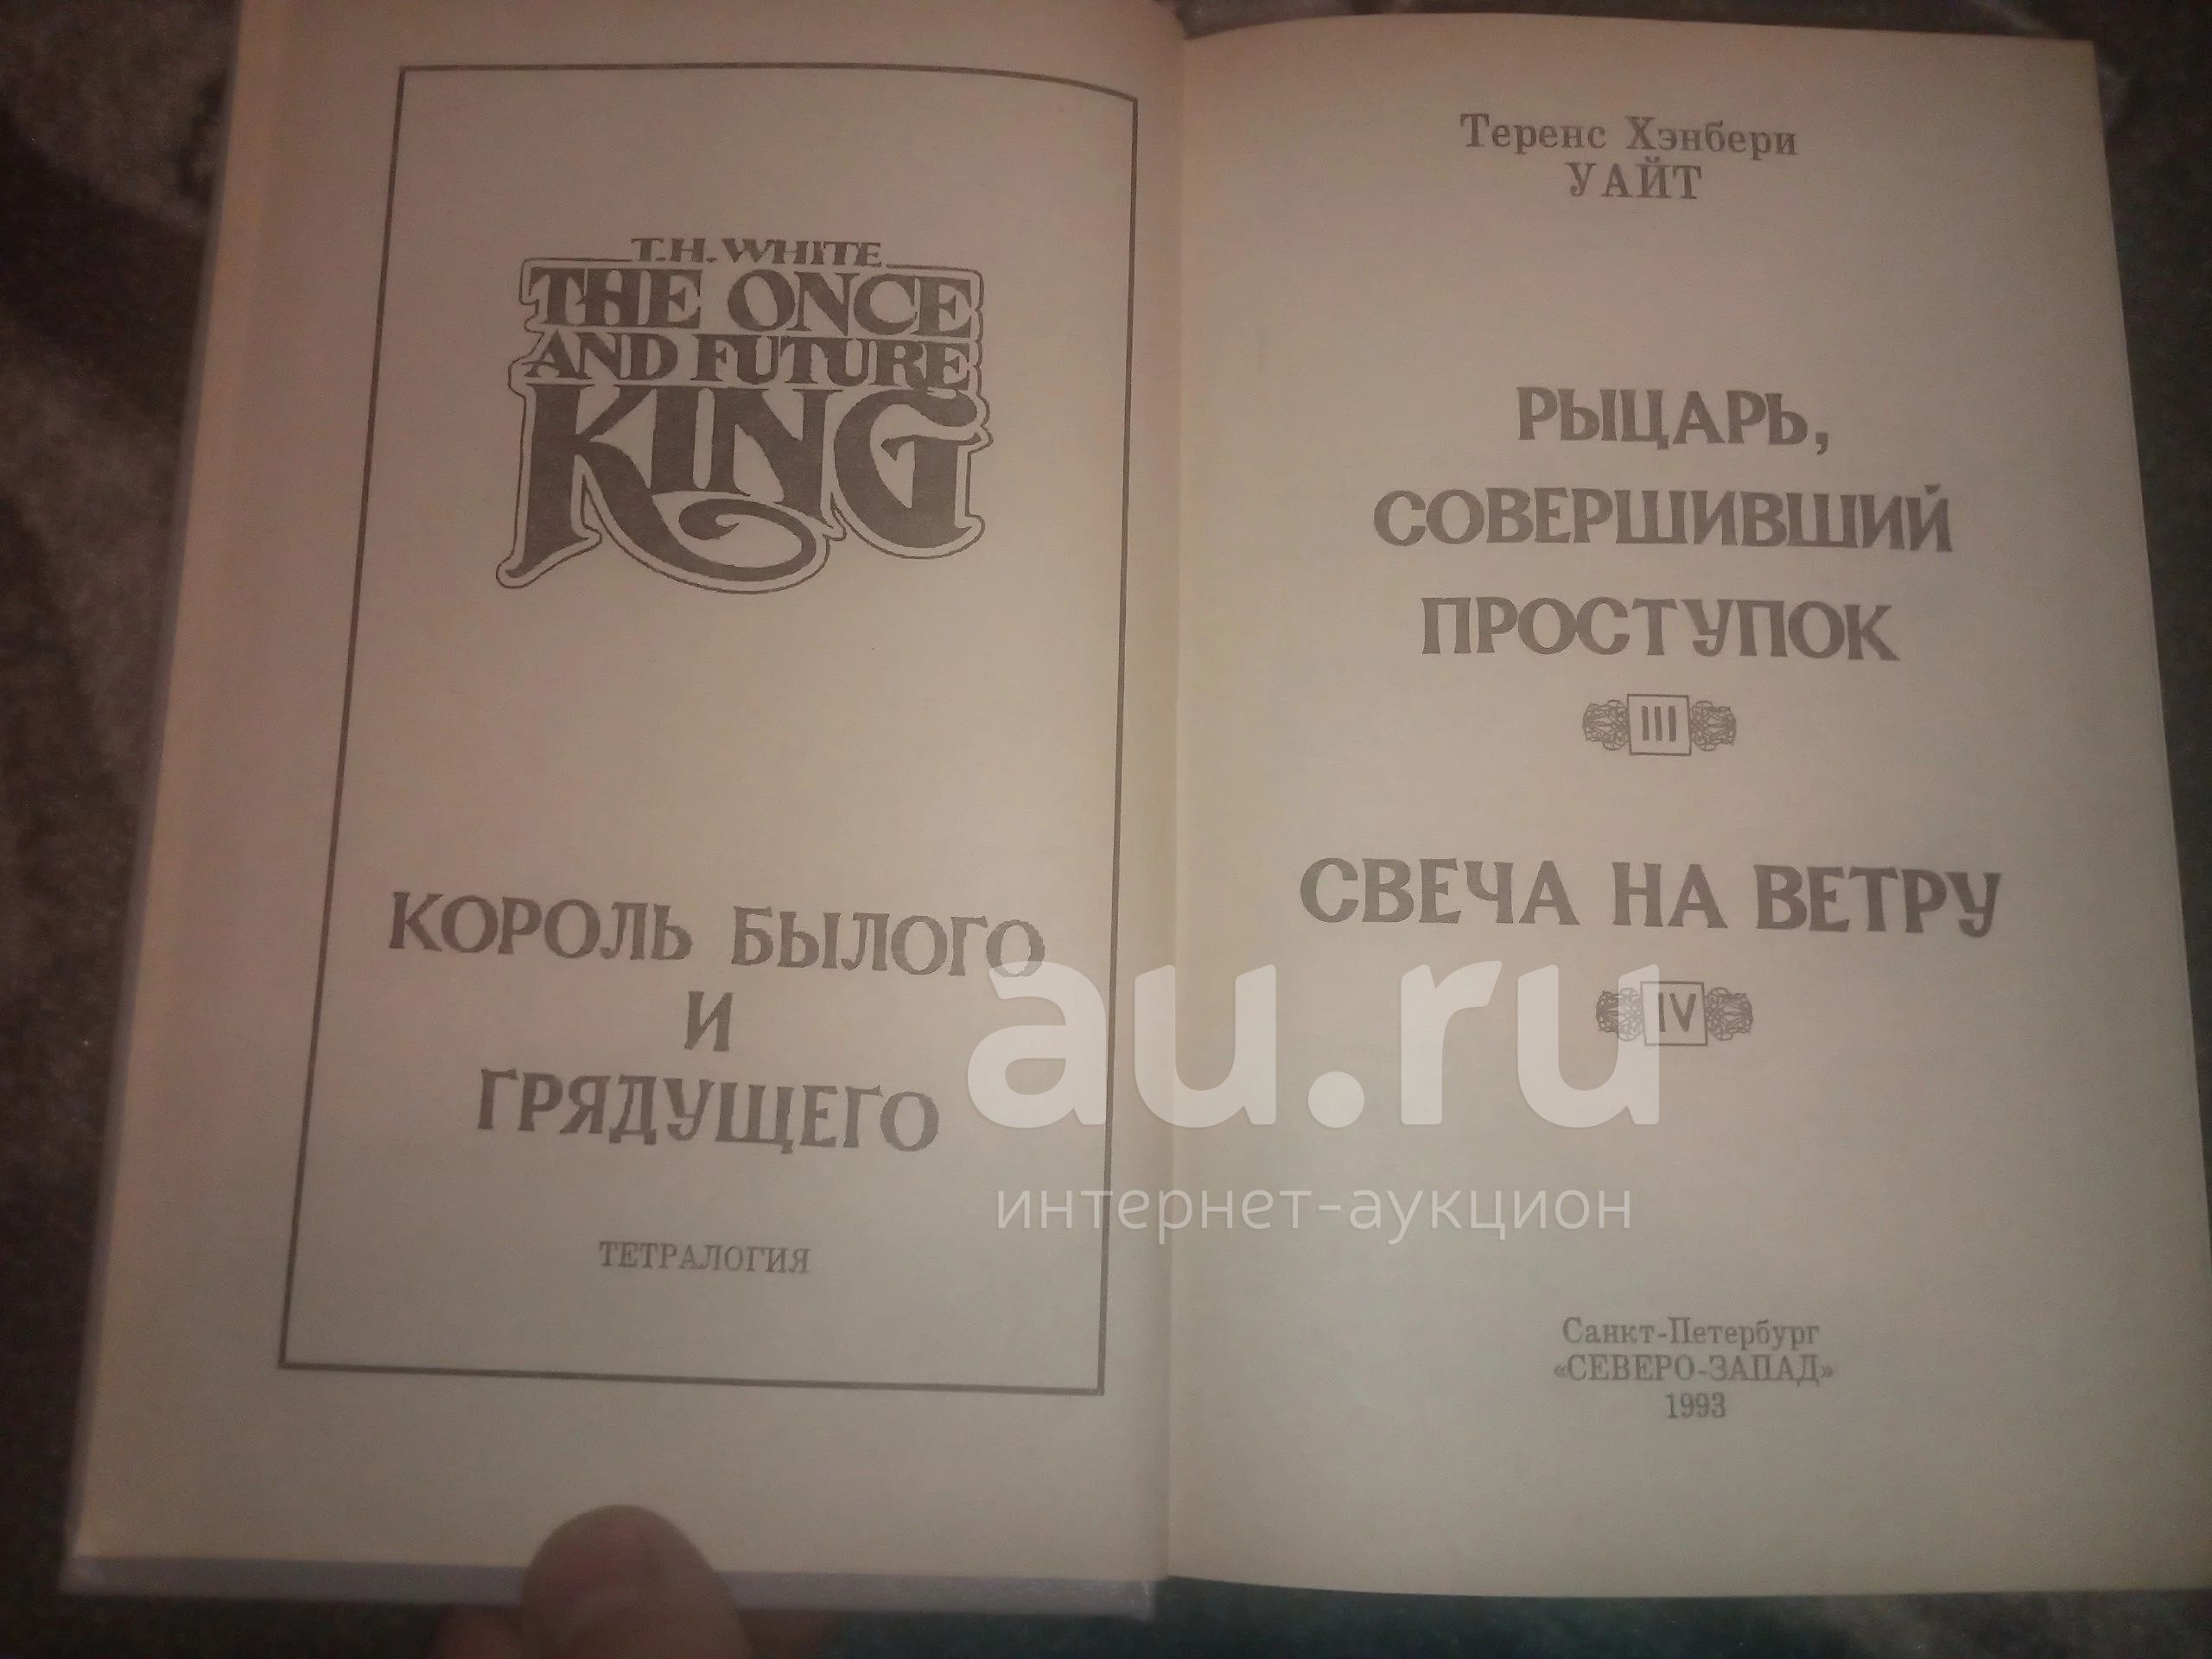 T.H. WHITE
THE ONCE
AND FUTURE
KING
КОРОЛЬ БЫЛОГО
И
ГРЯДУЩЕГО
ТЕТРАЛОГИЯ
Теренс Хэнбери
УАЙТ
РЫЦАРЬ,
СОВЕРШИВШИЙ
ПРОСТУПОК
III
СВЕЧА НА ВЕТРУ
IV
Санкт-Петербург
«СЕВЕРО-ЗАПАД»
1993
au.ru
интернет-аукцион